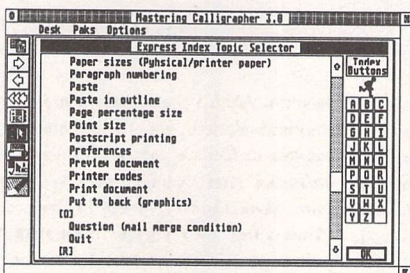 Mastering Calligrapher 3.0
Desk Paks Options
Express Index Topic Selector
Paper sizes (Pyhsical/printer paper)
Paragraph numbering
Paste
Paste in outline
Page percentage size
Point size
Postscript printing
Preferences
Preview document
Printer codes
Print document
Put to back (graphics)
[Q]
Question (mail merge condition)
Quit
[R]
Index
Buttons
A B C
D E F
G H I
J K L
M N O
P Q R
S T U
V W X
Y Z
OK